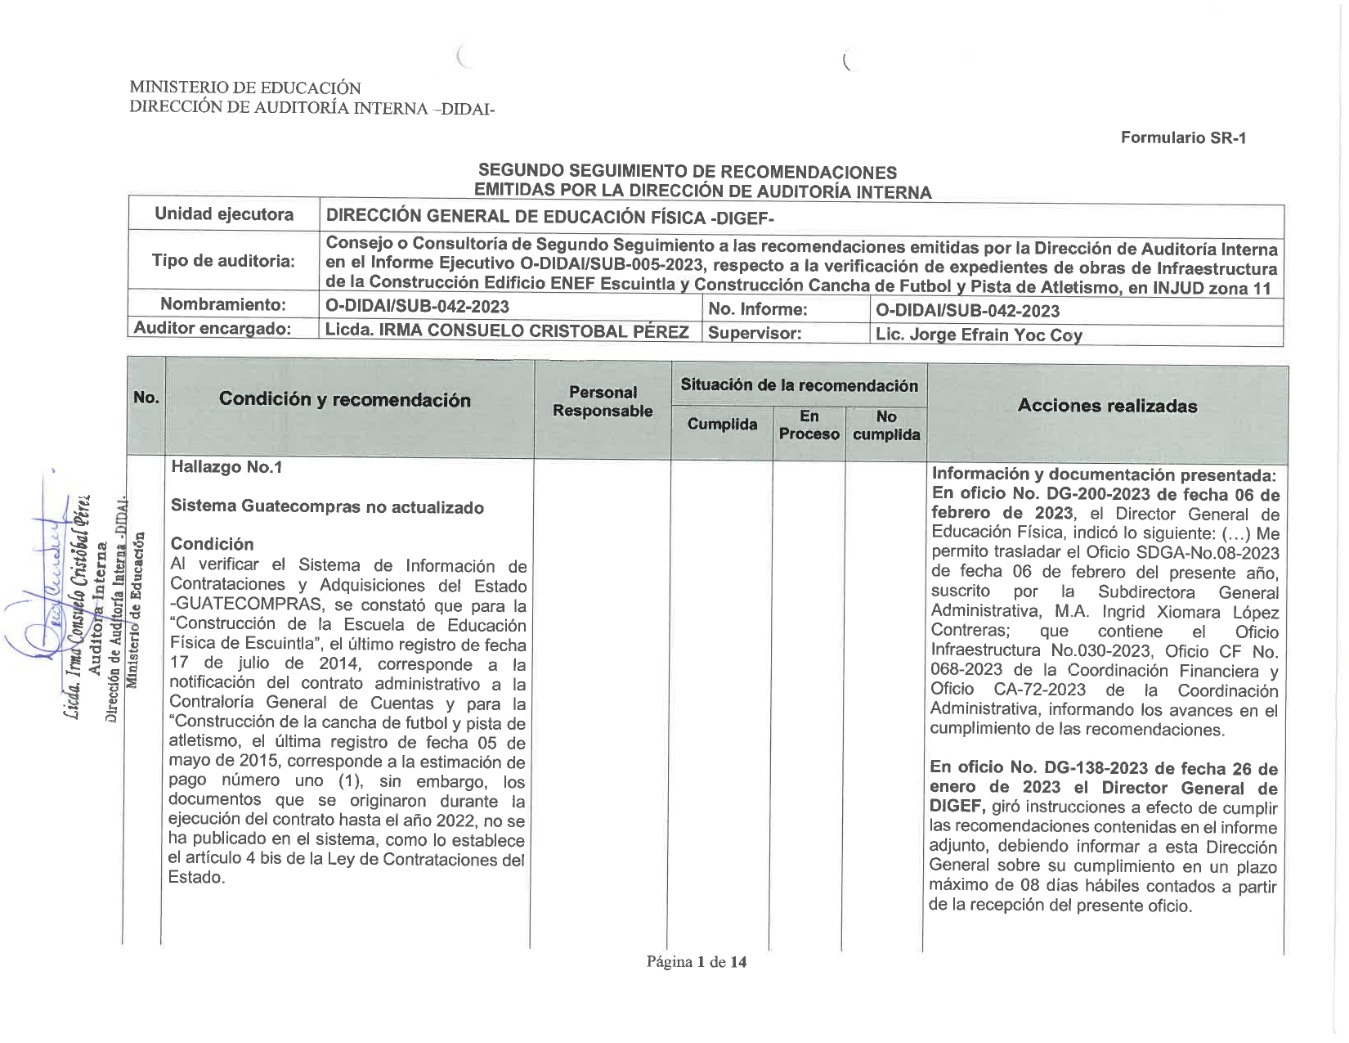 MINISTERIO DE EDUCACIÓN
DIRECCIÓN DE AUDITORÍA INTERNA –DIDAI-
Formulario SR-1
SEGUNDO SEGUIMIENTO DE RECOMENDACIONES
EMITIDAS POR LA DIRECCIÓN DE AUDITORÍA INTERNA
Unidad ejecutora
DIRECCIÓN GENERAL DE EDUCACIÓN FÍSICA -DIGEF-
Tipo de auditoria:
Consejo o Consultoría de Segundo Seguimiento a las recomendaciones emitidas por la Dirección de Auditoría Interna
en el Informe Ejecutivo O-DIDAI/SUB-005-2023, respecto a la verificación de expedientes de obras de Infraestructura
de la Construcción Edificio ENEF Escuintla y Construcción Cancha de Futbol y Pista de Atletismo, en INJUD zona 11
Nombramiento:
O-DIDAI/SUB-042-2023
No. Informe:
O-DIDAI/SUB-042-2023
Auditor encargado:
Licda. IRMA CONSUELO CRISTOBAL PÉREZ
Supervisor:
Lic. Jorge Efrain Yoc Coy
No.
Condición y recomendación
Personal
Responsable
Situación de la recomendación
Cumplida
En
Proceso
No
cumplida
Acciones realizadas
Hallazgo No.1
Sistema Guatecompras no actualizado
Condición
Al verificar el Sistema de Información de
Contrataciones y Adquisiciones del Estado
-GUATECOMPRAS, se constató que para la
“Construcción de la Escuela de Educación
Física de Escuintla”, el último registro de fecha
17 de julio de 2014, corresponde a la
notificación del contrato administrativo a la
Contraloría General de Cuentas y para la
“Construcción de la cancha de futbol y pista de
atletismo, el última registro de fecha 05 de
mayo de 2015, corresponde a la estimación de
pago número uno (1), sin embargo, los
documentos que se originaron durante la
ejecución del contrato hasta el año 2022, no se
ha publicado en el sistema, como lo establece
el artículo 4 bis de la Ley de Contrataciones del
Estado.
Información y documentación presentada:
En oficio No. DG-200-2023 de fecha 06 de
febrero de 2023, el Director General de
Educación Física, indicó lo siguiente: (...) Me
permito trasladar el Oficio SDGA-No.08-2023
de fecha 06 de febrero del presente año,
suscrito por la Subdirectora General
Administrativa, M.A. Ingrid Xiomara López
Contreras; que contiene el Oficio
Infraestructura No.030-2023, Oficio CF No.
068-2023 de la Coordinación Financiera y
Oficio CA-72-2023 de la Coordinación
Administrativa, informando los avances en el
cumplimiento de las recomendaciones.
En oficio No. DG-138-2023 de fecha 26 de
enero de 2023 el Director General de
DIGEF, giró instrucciones a efecto de cumplir
las recomendaciones contenidas en el informe
adjunto, debiendo informar a esta Dirección
General sobre su cumplimiento en un plazo
máximo de 08 días hábiles contados a partir
de la recepción del presente oficio.
Licda. Irma Consuelo Cristóbal Pérez
Auditora Interna
Dirección de Auditoría Interna -DIDAI-
Ministerio de Educación
Página 1 de 14